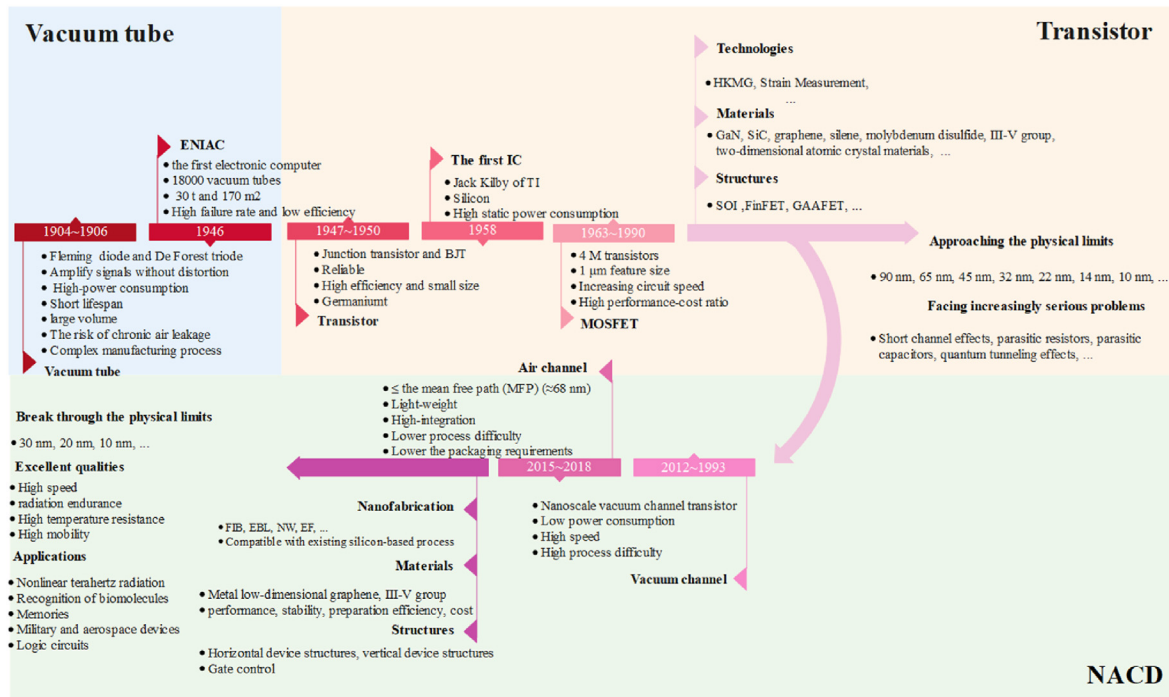 Vacuum tube
Transistor
Technologies
HKMG, Strain Measurement,
...
Materials
GaN, SiC, graphene, silene, molybdenum disulfide, III-V group,
two-dimensional atomic crystal materials, ...
Structures
SOI ,FinFET, GAAFET, ...
ENIAC
the first electronic computer
18000 vacuum tubes
30 t and 170 m2
High failure rate and low efficiency
The first IC
Jack Kilby of TI
Silicon
High static power consumption
1904~1906
1946
1947~1950
1958
1963~1990
Fleming diode and De Forest triode
Amplify signals without distortion
High-power consumption
Short lifespan
large volume
The risk of chronic air leakage
Complex manufacturing process
Vacuum tube
Junction transistor and BJT
Reliable
High efficiency and small size
Germaniumt
Transistor
4 M transistors
1 μm feature size
Increasing circuit speed
High performance-cost ratio
MOSFET
Approaching the physical limits
90 nm, 65 nm, 45 nm, 32 nm, 22 nm, 14 nm, 10 nm, ...
Facing increasingly serious problems
Short channel effects, parasitic resistors, parasitic
capacitors, quantum tunneling effects, ...
Air channel
≤ the mean free path (MFP) (≈68 nm)
Light-weight
High-integration
Lower process difficulty
Lower the packaging requirements
2015~2018
2012~1993
Break through the physical limits
30 nm, 20 nm, 10 nm, ...
Excellent qualities
High speed
radiation endurance
High temperature resistance
High mobility
Applications
Nonlinear terahertz radiation
Recognition of biomolecules
Memories
Military and aerospace devices
Logic circuits
Nanofabrication
FIB, EBL, NW, EF, ...
Compatible with existing silicon-based process
Materials
Metal low-dimensional graphene, III-V group
performance, stability, preparation efficiency, cost
Structures
Horizontal device structures, vertical device structures
Gate control
Nanoscale vacuum channel transistor
Low power consumption
High speed
High process difficulty
Vacuum channel
NACD